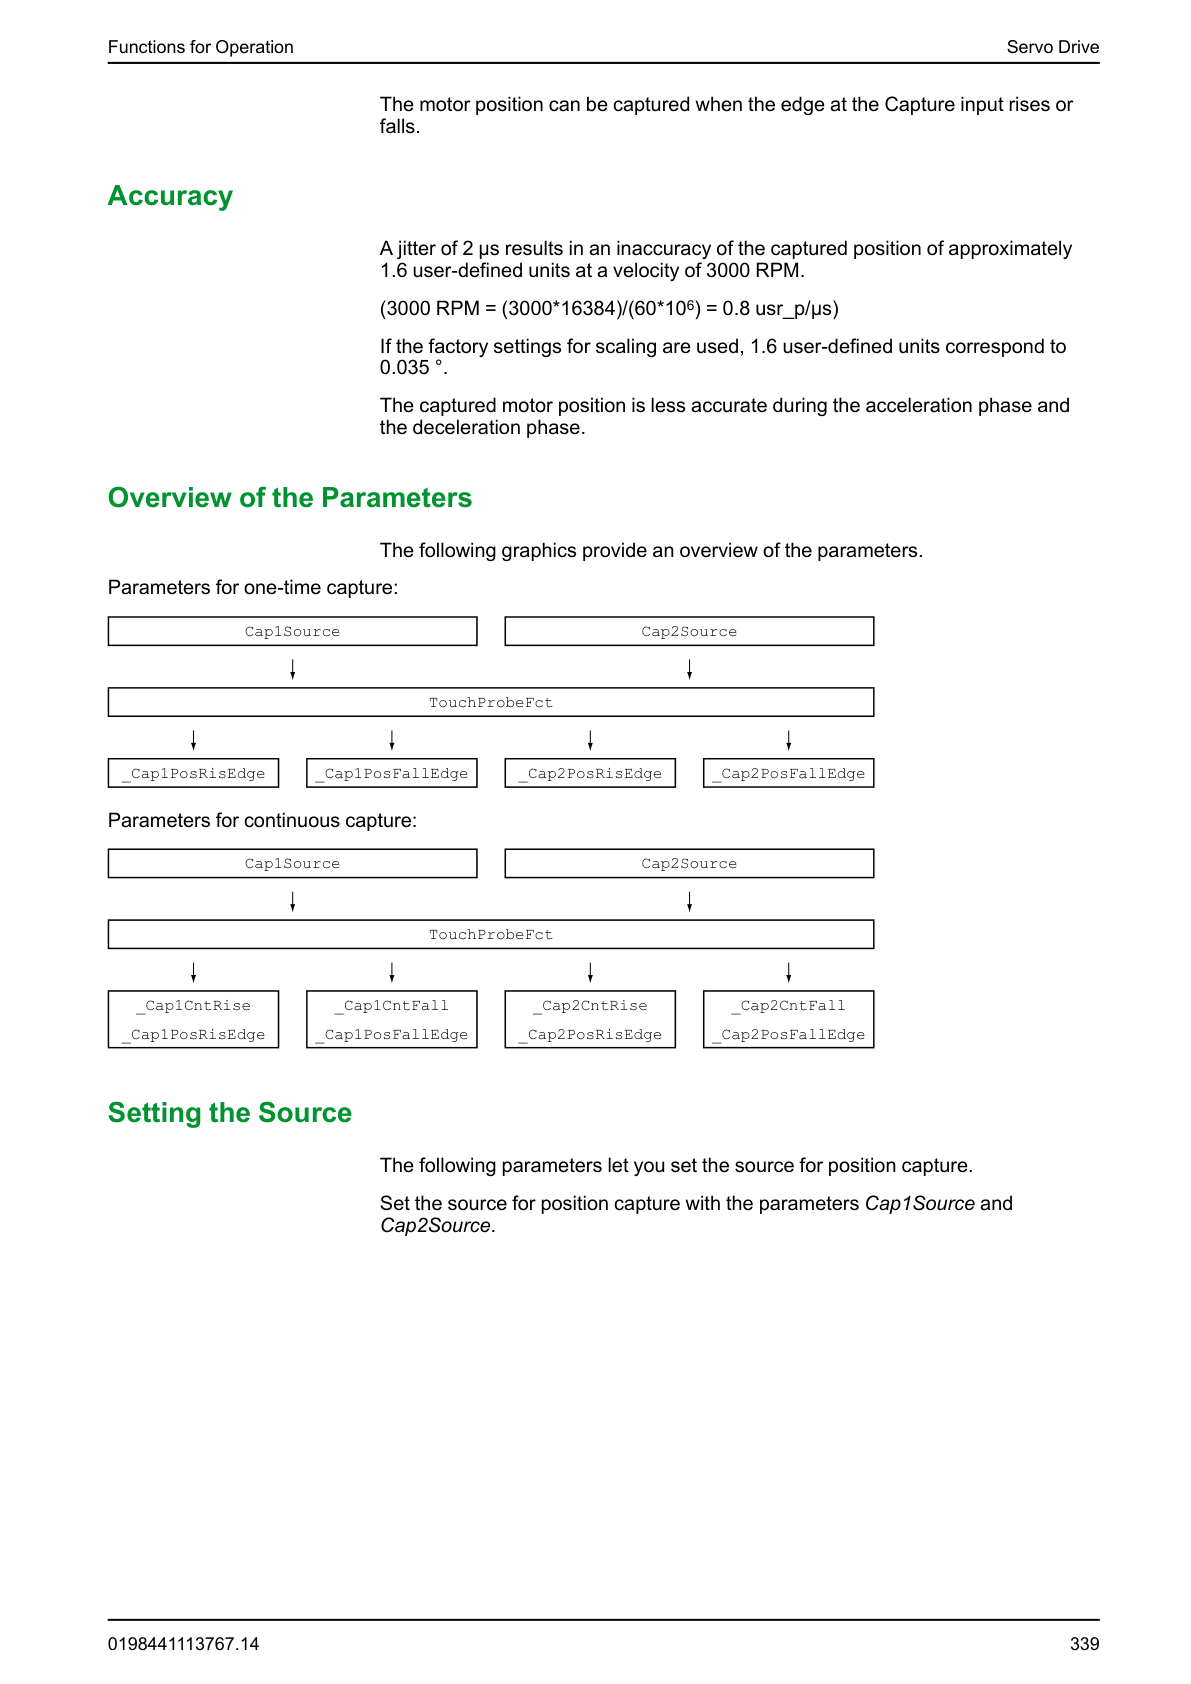 Functions for Operation
Servo Drive
The motor position can be captured when the edge at the Capture input rises or
falls.
Accuracy
A jitter of 2 µs results in an inaccuracy of the captured position of approximately
1.6 user-defined units at a velocity of 3000 RPM.
(3000 RPM = (3000*16384)/(60*10⁶) = 0.8 usr_p/µs)
If the factory settings for scaling are used, 1.6 user-defined units correspond to
0.035 °.
The captured motor position is less accurate during the acceleration phase and
the deceleration phase.
Overview of the Parameters
The following graphics provide an overview of the parameters.
Parameters for one-time capture:
Cap1Source
Cap2Source
TouchProbeFct
_Cap1PosRisEdge
_Cap1PosFallEdge
_Cap2PosRisEdge
_Cap2PosFallEdge
Parameters for continuous capture:
Cap1Source
Cap2Source
TouchProbeFct
_Cap1CntRise
_Cap1PosRisEdge
_Cap1CntFall
_Cap1PosFallEdge
_Cap2CntRise
_Cap2PosRisEdge
_Cap2CntFall
_Cap2PosFallEdge
Setting the Source
The following parameters let you set the source for position capture.
Set the source for position capture with the parameters Cap1Source and
Cap2Source.
0198441113767.14
339